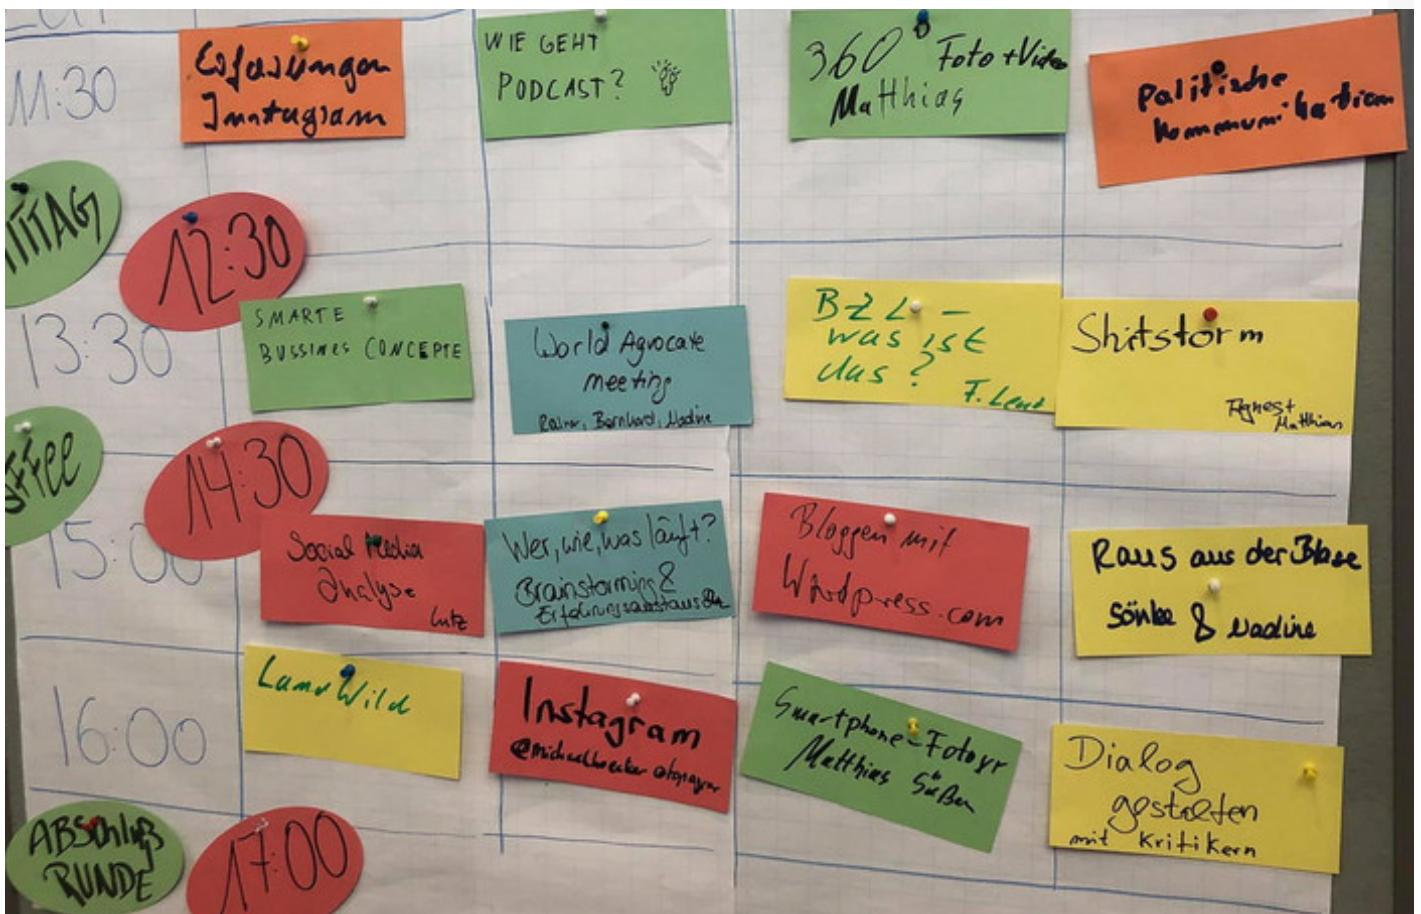 11:30
Erfahrungen
Instagram
WIE GEHT
PODCAST?
360° Foto + Video
Matthias
Politische
Kommunikation
TTAG
12:30
13:30
SMARTE
BUSSINES CONCEPTE
World Agvocate
meeting
Rainer, Bernhard, Nadine
BZL -
was ist
das?
F. Lenz
Shitstorm
Agnes +
Matthias
FFee
14:30
15:00
Social Media
Analyse
Lutz
Wer, wie, was läuft?
Brainstorming &
Erfahrungsaustausch
Bloggen mit
Wordpress.com
Raus aus der Blase
Sönke & Nadine
16:00
LandWild
Instagram
Smartphone-Fotogr
Matthias Süßen
Dialog
gestalten
mit Kritikern
ABSChluß
RUNDE
17:00